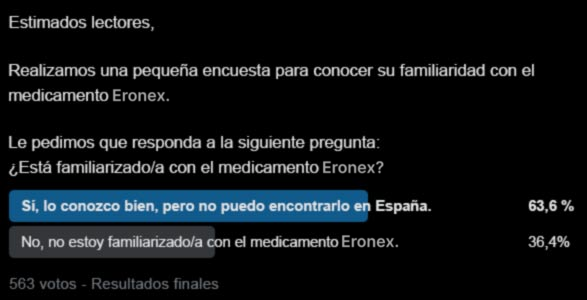 Estimados lectores,
Realizamos una pequeña encuesta para conocer su familiaridad con el
medicamento Eronex.
Le pedimos que responda a la siguiente pregunta:
¿Está familiarizado/a con el medicamento Eronex?
Sí, lo conozco bien, pero no puedo encontrarlo en España. 63,6 %
No, no estoy familiarizado/a con el medicamento Eronex. 36,4%
563 votos - Resultados finales